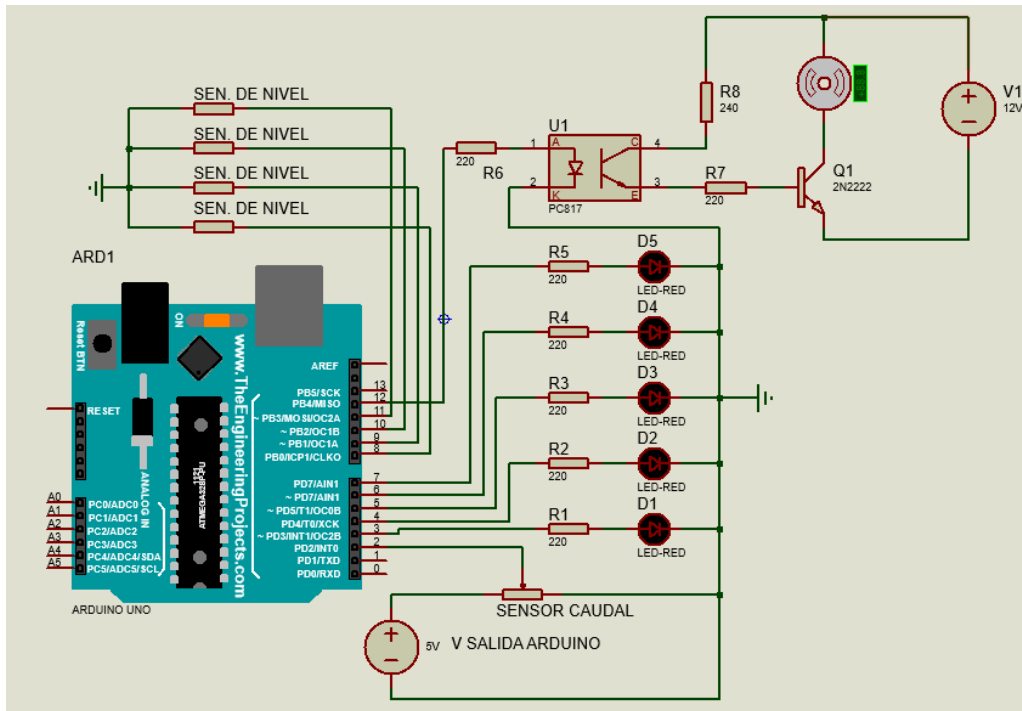 SEN. DE NIVEL
SEN. DE NIVEL
SEN. DE NIVEL
SEN. DE NIVEL
220
R6
U1
1
2
A
K
C
E
4
3
PC817
R8
240
R7
220
Q1
2N2222
V1
12V
R5
220
D5
LED-RED
R4
220
D4
LED-RED
R3
220
D3
LED-RED
R2
220
D2
LED-RED
R1
220
D1
LED-RED
ARD1
Reset BTN
ON
www.TheEngineeringProjects.com
RESET
ANALOG IN
1121
AREF
PB5/SCK
13
PB4/MISO
12
~ PB3/MOSI/OC2A
11
~ PB2/OC1B
10
~ PB1/OC1A
9
PB0/ICP1/CLKO
8
PD7/AIN1
7
~ PD7/AIN1
6
~ PD5/T1/OC0B
5
PD4/T0/XCK
4
~ PD3/INT1/OC2B
3
PD2/INT0
2
PD1/TXD
1
PD0/RXD
0
A0
PC0/ADC0
A1
PC1/ADC1
A2
PC2/ADC2
A3
PC3/ADC3
A4
PC4/ADC4/SDA
A5
PC5/ADC5/SCL
ARDUINO UNO
SENSOR CAUDAL
5V
V SALIDA ARDUINO